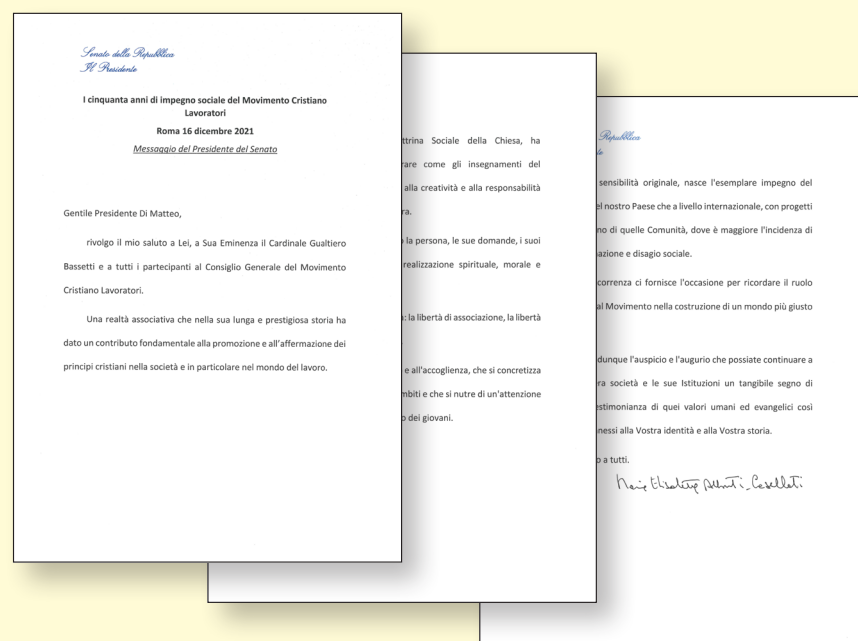 Senato della Repubblica
Il Presidente
I cinquanta anni di impegno sociale del Movimento Cristiano
Lavoratori
Roma 16 dicembre 2021
Messaggio del Presidente del Senato
Gentile Presidente Di Matteo,
rivolgo il mio saluto a Lei, a Sua Eminenza il Cardinale Gualtiero
Bassetti e a tutti i partecipanti al Consiglio Generale del Movimento
Cristiano Lavoratori.
Una realtà associativa che nella sua lunga e prestigiosa storia ha
dato un contributo fondamentale alla promozione e all'affermazione dei
principi cristiani nella società e in particolare nel mondo del lavoro.
ttrina Sociale della Chiesa, ha
rare come gli insegnamenti del
alla creatività e alla responsabilità
ra.
la persona, le sue domande, i suoi
realizzazione spirituale, morale e
: la libertà di associazione, la libertà
e all'accoglienza, che si concretizza
mbiti e che si nutre di un'attenzione
o dei giovani.
Repubblica
te
sensibilità originale, nasce l'esemplare impegno del
el nostro Paese che a livello internazionale, con progetti
no di quelle Comunità, dove è maggiore l'incidenza di
azione e disagio sociale.
correnza ci fornisce l'occasione per ricordare il ruolo
al Movimento nella costruzione di un mondo più giusto
dunque l'auspicio e l'augurio che possiate continuare a
ra società e le sue Istituzioni un tangibile segno di
estimonianza di quei valori umani ed evangelici così
nessi alla Vostra identità e alla Vostra storia.
o a tutti.